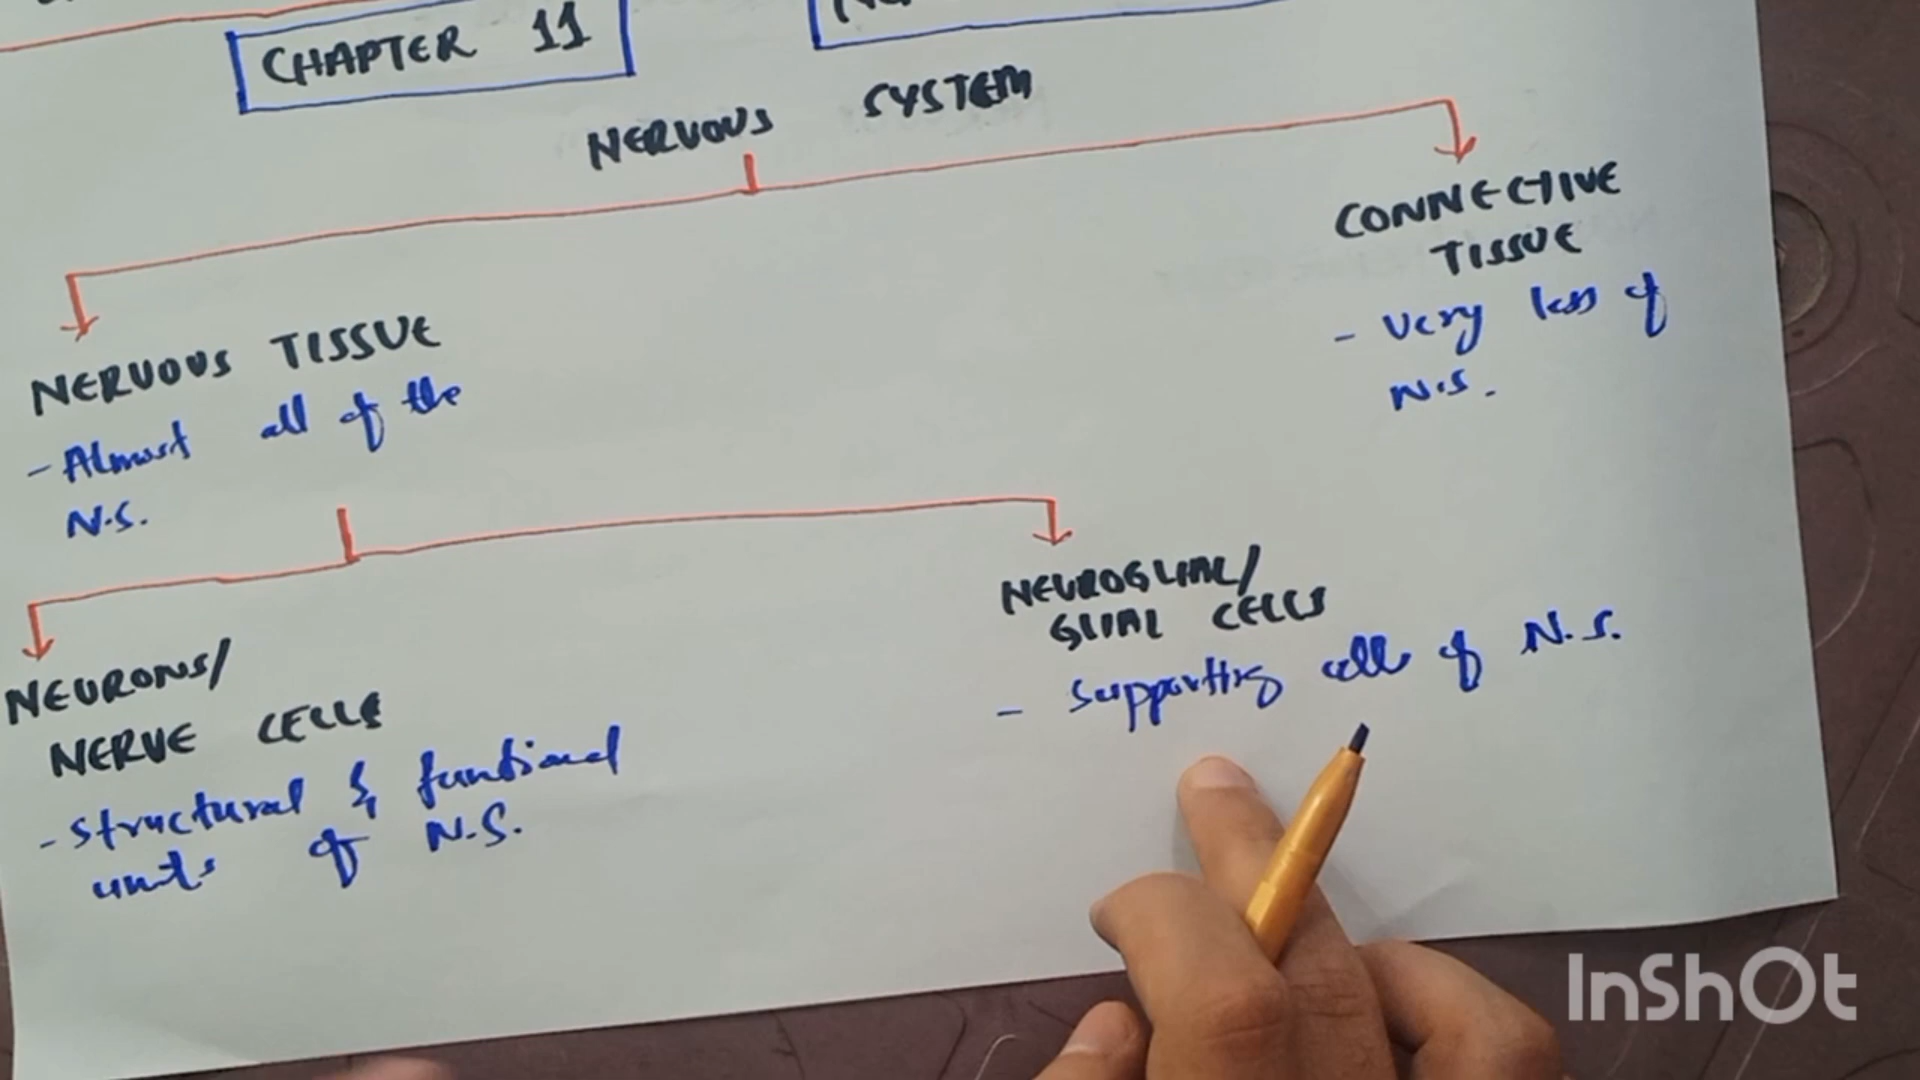 CHAPTER 11
NERVOUS SYSTEM
CONNECTIVE
TISSUE
- Very less of
N.S.
NERVOUS TISSUE
- Almost all of the
N.S.
NEUROGLIAL/
GLIAL CELLS
- Supporting cells of N.S.
NEURONS/
NERVE CELLS
- Structural & functional
units of N.S.
InShOt